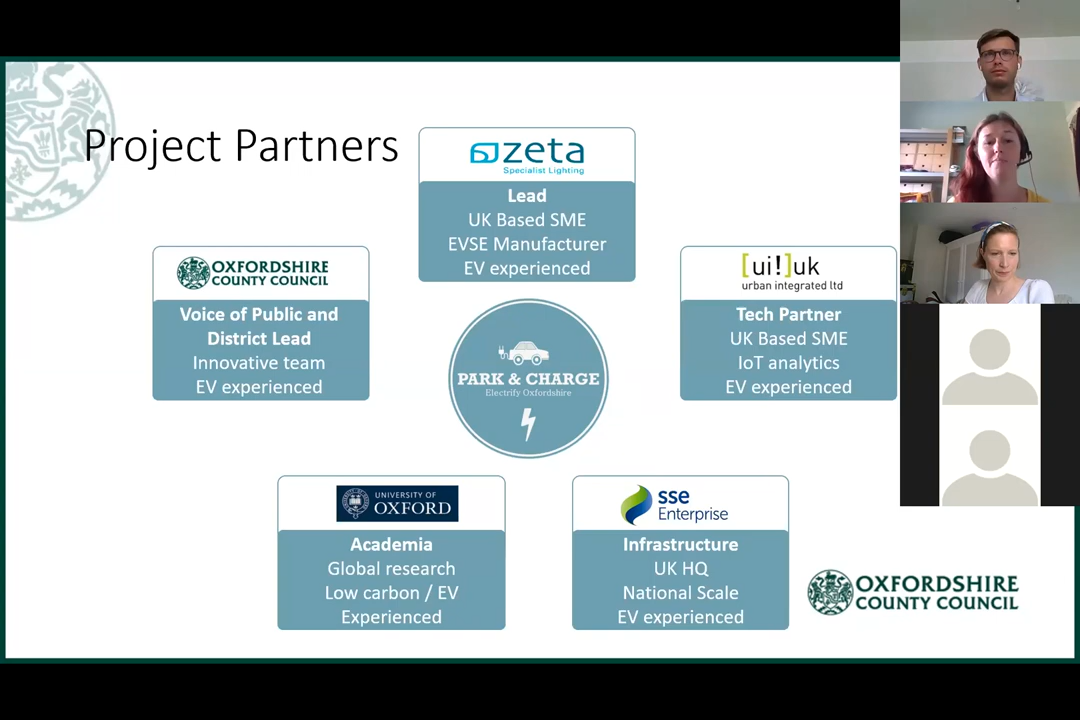 Project Partners
zeta
Specialist Lighting
Lead
UK Based SME
EVSE Manufacturer
EV experienced
OXFORDSHIRE
COUNTY COUNCIL
Voice of Public and
District Lead
Innovative team
EV experienced
[ui!]uk
urban integrated ltd
Tech Partner
UK Based SME
IoT analytics
EV experienced
PARK & CHARGE
Electrify Oxfordshire
UNIVERSITY OF
OXFORD
Academia
Global research
Low carbon / EV
Experienced
sse
Enterprise
Infrastructure
UK HQ
National Scale
EV experienced
OXFORDSHIRE
COUNTY COUNCIL